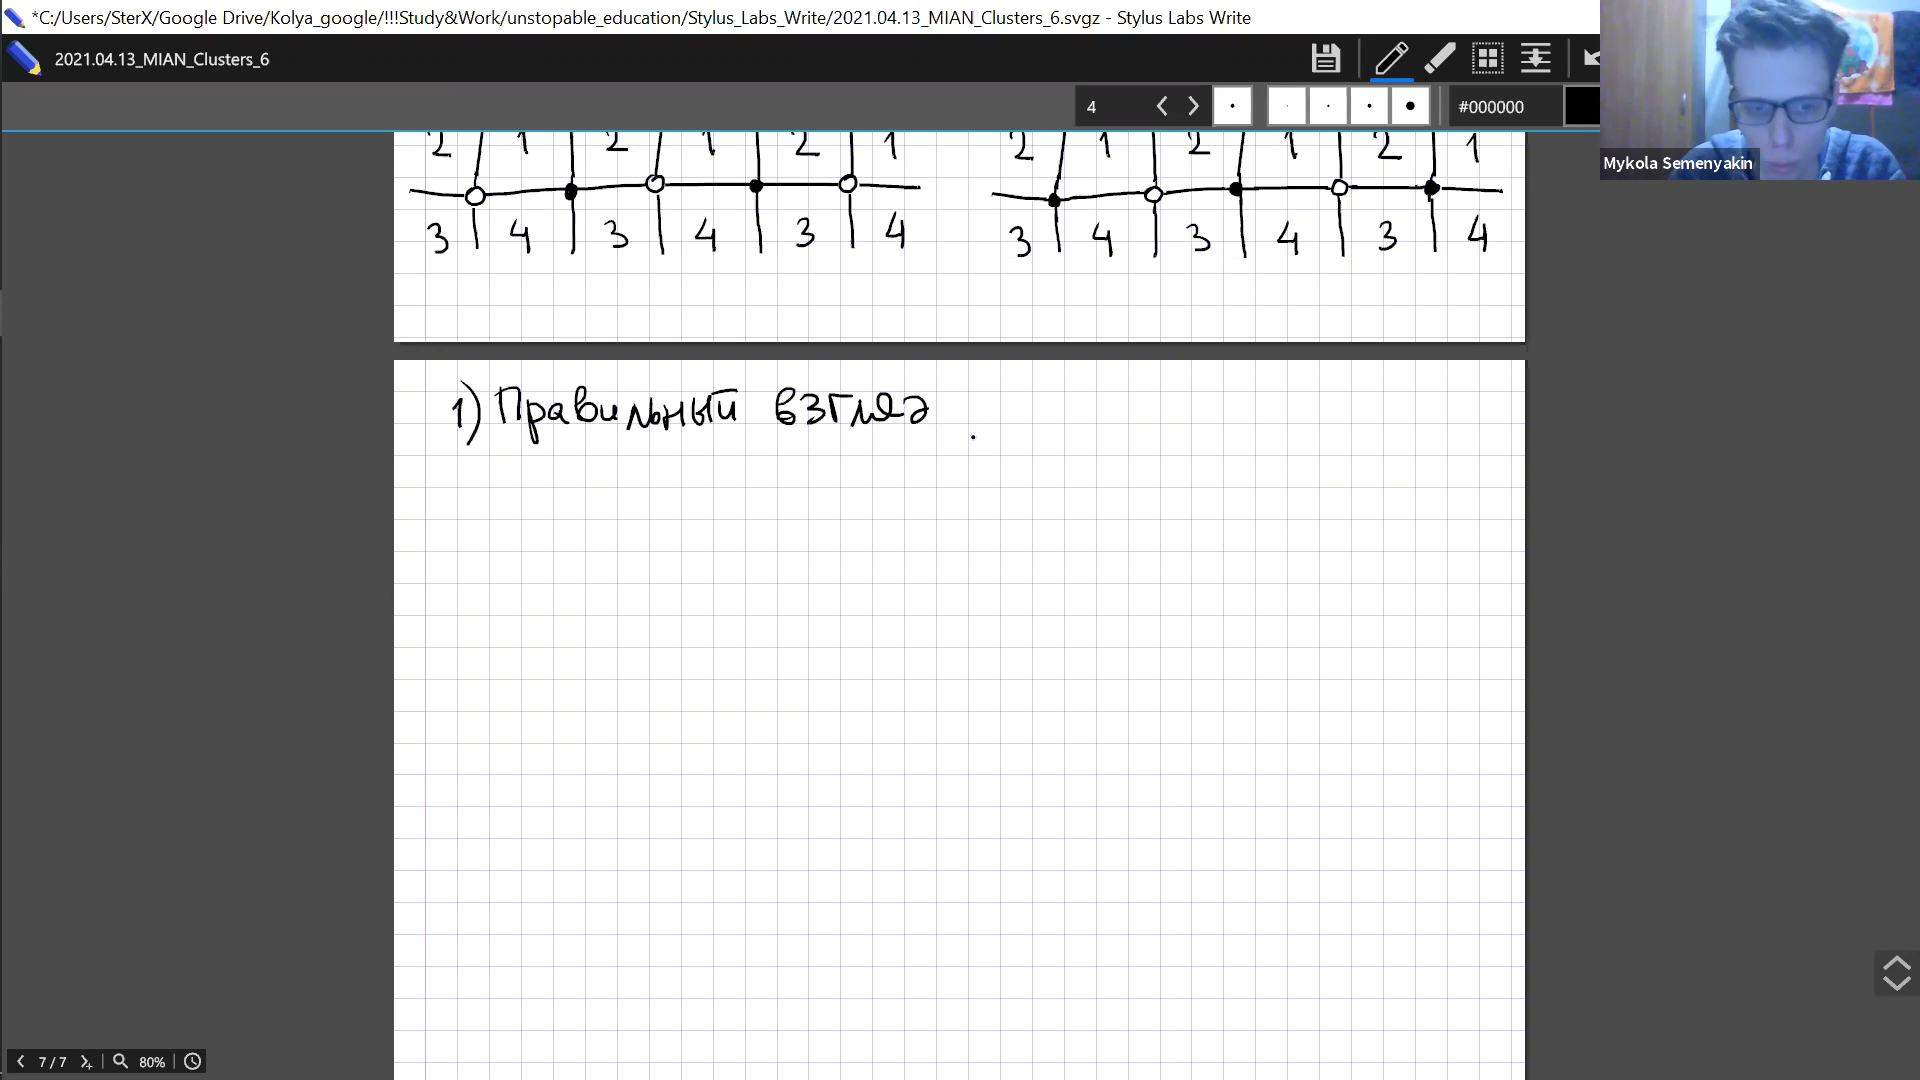 *C:/Users/SterX/Google Drive/Kolya_google/!!!Study&Work/unstopable_education/Stylus_Labs_Write/2021.04.13_MIAN_Clusters_6.svgz - Stylus Labs Write
2021.04.13_MIAN_Clusters_6
4
#000000
Mykola Semenyakin
2 1 2 1 2 1
2 1 2 1 2 1
3 4 3 4 3 4
3 4 3 4 3 4
1) Правильный взгляд
7 / 7
80%